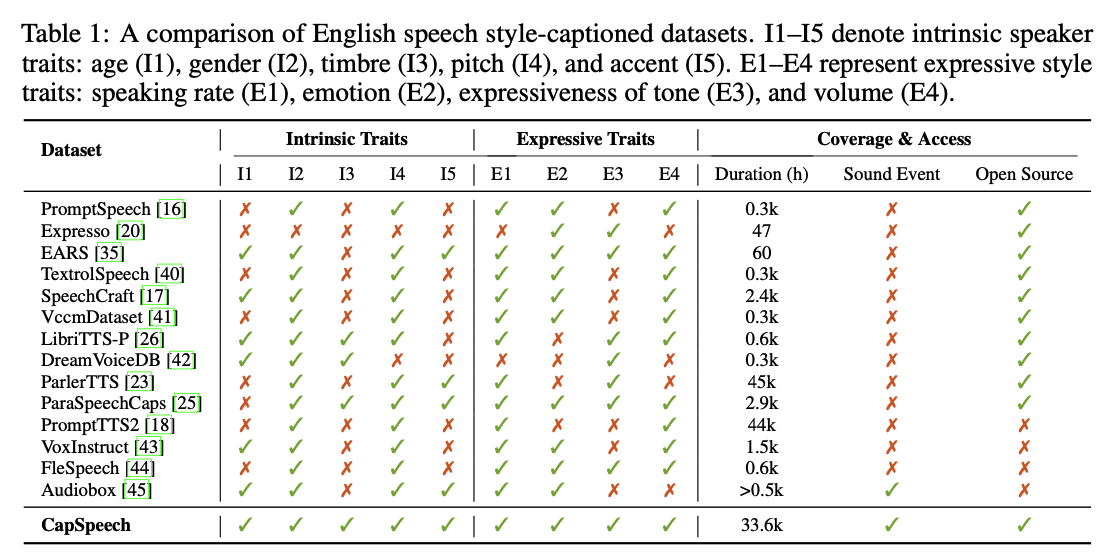 Table 1: A comparison of English speech style-captioned datasets. I1–I5 denote intrinsic speaker
traits: age (I1), gender (I2), timbre (I3), pitch (I4), and accent (I5). E1–E4 represent expressive style
traits: speaking rate (E1), emotion (E2), expressiveness of tone (E3), and volume (E4).
Dataset Intrinsic Traits Expressive Traits Coverage & Access
I1 I2 I3 I4 I5 E1 E2 E3 E4 Duration (h) Sound Event Open Source
PromptSpeech [16] ✗ ✓ ✗ ✓ ✗ ✓ ✓ ✗ ✓ 0.3k ✗ ✓
Expresso [20] ✗ ✗ ✗ ✗ ✗ ✗ ✓ ✓ ✗ 47 ✗ ✓
EARS [35] ✓ ✓ ✗ ✓ ✓ ✓ ✓ ✓ ✓ 60 ✗ ✓
TextrolSpeech [40] ✗ ✓ ✗ ✓ ✗ ✓ ✓ ✗ ✓ 0.3k ✗ ✓
SpeechCraft [17] ✓ ✓ ✗ ✓ ✗ ✓ ✓ ✗ ✓ 2.4k ✗ ✓
VccmDataset [41] ✗ ✓ ✗ ✓ ✗ ✓ ✓ ✗ ✓ 0.3k ✗ ✓
LibriTTS-P [26] ✓ ✓ ✓ ✓ ✗ ✓ ✗ ✓ ✓ 0.6k ✗ ✓
DreamVoiceDB [42] ✓ ✓ ✓ ✗ ✗ ✗ ✗ ✓ ✗ 0.3k ✗ ✓
ParlerTTS [23] ✗ ✓ ✗ ✓ ✓ ✓ ✗ ✓ ✗ 45k ✗ ✓
ParaSpeechCaps [25] ✗ ✓ ✓ ✓ ✓ ✓ ✓ ✓ ✓ 2.9k ✗ ✓
PromptTTS2 [18] ✗ ✓ ✗ ✓ ✗ ✓ ✗ ✗ ✓ 44k ✗ ✗
VoxInstruct [43] ✓ ✓ ✗ ✓ ✗ ✓ ✓ ✗ ✓ 1.5k ✗ ✗
FleSpeech [44] ✗ ✓ ✗ ✓ ✗ ✓ ✓ ✓ ✓ 0.6k ✗ ✗
Audiobox [45] ✓ ✓ ✗ ✓ ✓ ✓ ✓ ✗ ✗ >0.5k ✓ ✗
CapSpeech ✓ ✓ ✓ ✓ ✓ ✓ ✓ ✓ ✓ 33.6k ✓ ✓